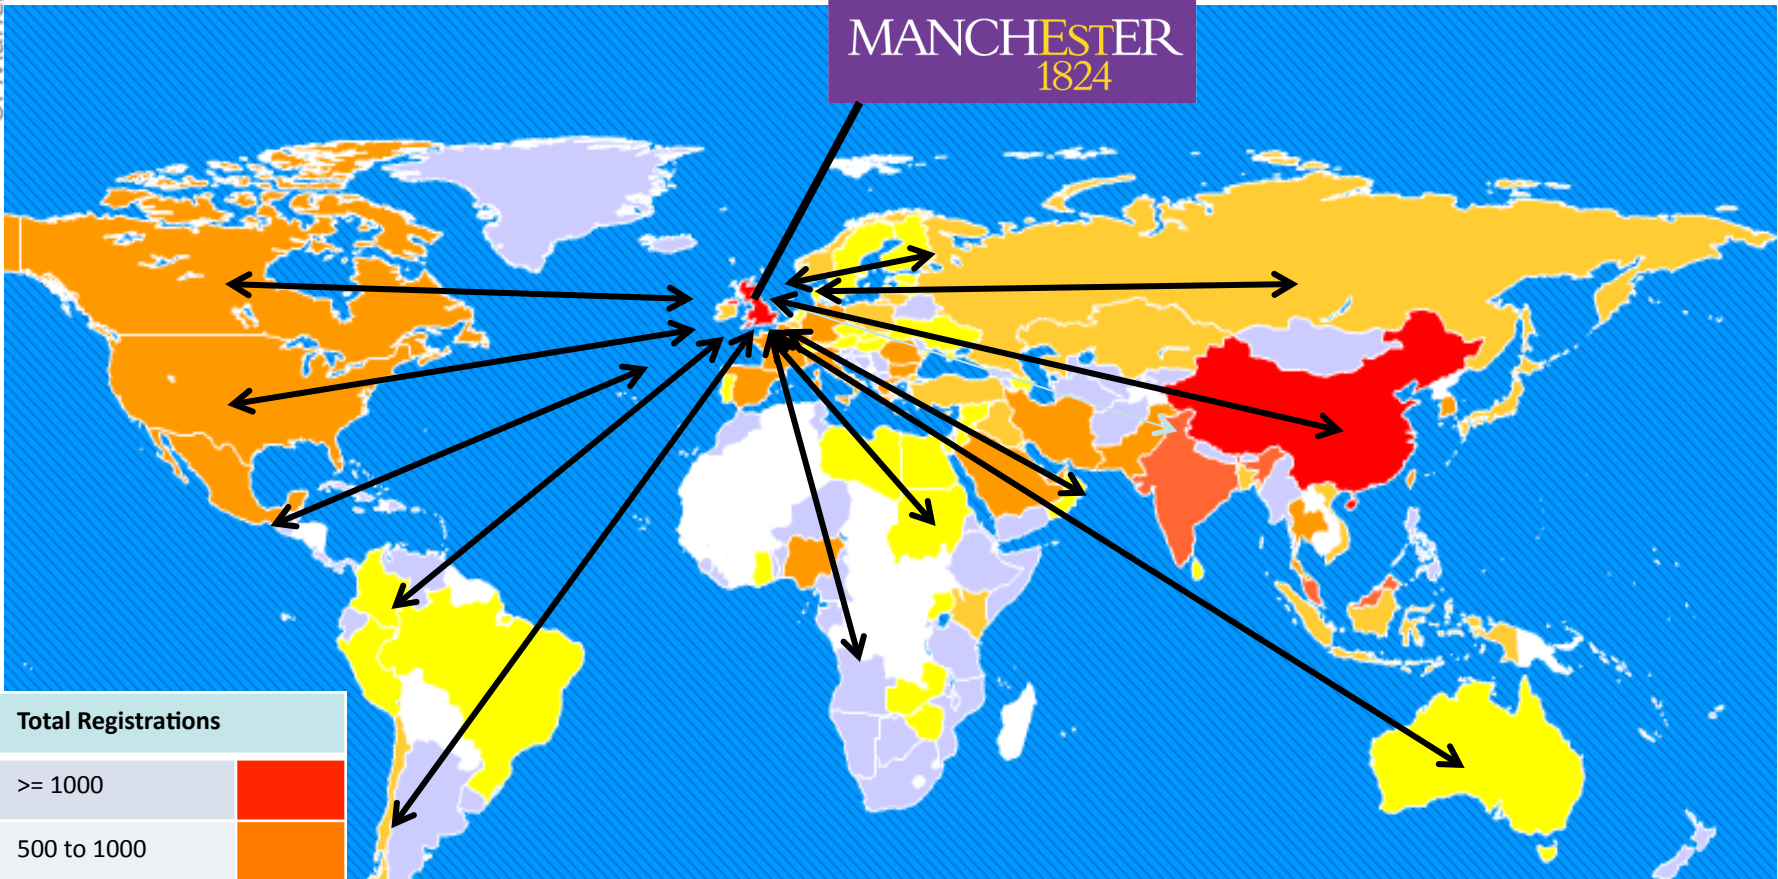 MANCHEsTER
1824
Total Registrations
>= 1000
500 to 1000